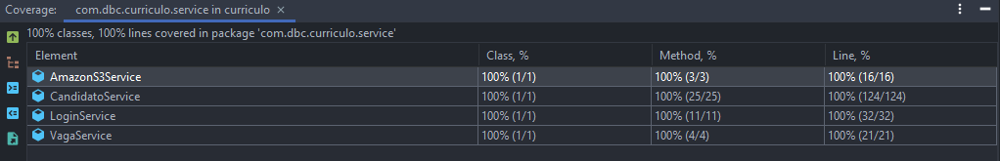 Coverage: com.dbc.curriculo.service in curriculo ×
100% classes, 100% lines covered in package 'com.dbc.curriculo.service'
Element Class, % Method, % Line, %
AmazonS3Service 100% (1/1) 100% (3/3) 100% (16/16)
CandidatoService 100% (1/1) 100% (25/25) 100% (124/124)
LoginService 100% (1/1) 100% (11/11) 100% (32/32)
VagaService 100% (1/1) 100% (4/4) 100% (21/21)